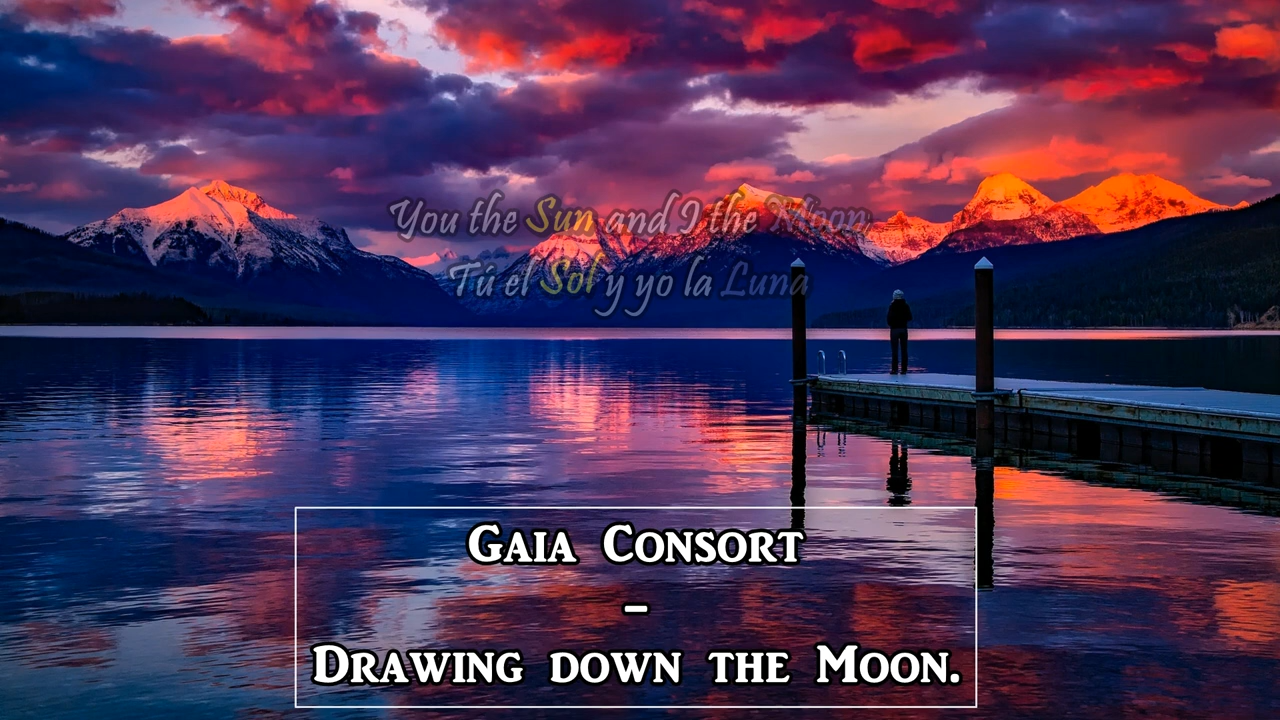 You the Sun and I the Moon,
Tú el Sol y yo la Luna
Gaia Consort
-
Drawing down the Moon.